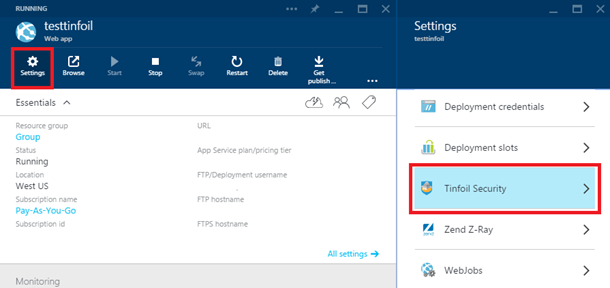 RUNNING
testtinfoil
Web app
Settings
Browse
Start
Stop
Swap
Restart
Delete
Get
publish ...
Essentials
Resource group
Group
Status
Running
Location
West US
Subscription name
Pay-As-You-Go
Subscription id
URL
App Service plan/pricing tier
FTP/Deployment username
FTP hostname
FTPS hostname
All settings
Monitoring
Settings
testtinfoil
Deployment credentials
Deployment slots
Tinfoil Security
Zend Z-Ray
WebJobs